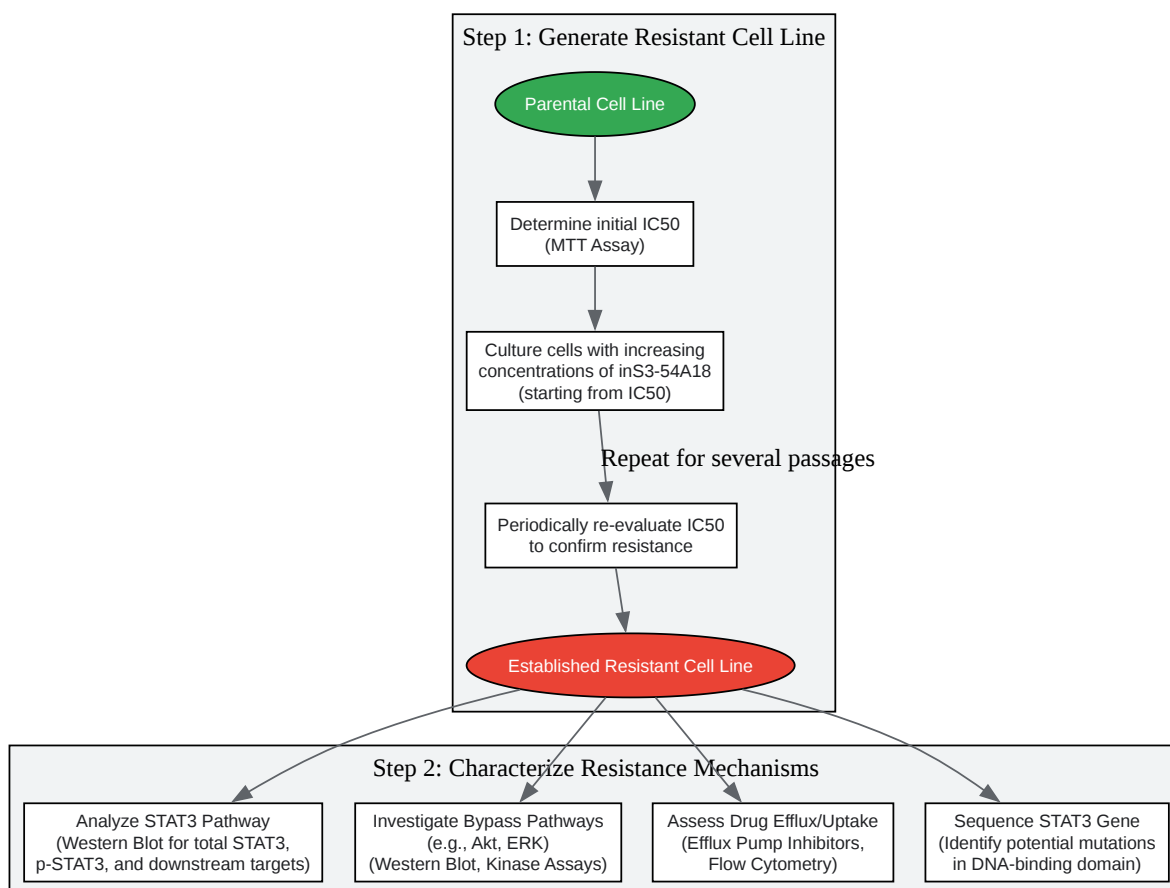 Step 1: Generate Resistant Cell Line
Parental Cell Line
Determine initial IC50
(MTT Assay)
Culture cells with increasing
concentrations of inS3-54A18
(starting from IC50)
Repeat for several passages
Periodically re-evaluate IC50
to confirm resistance
Established Resistant Cell Line
Step 2: Characterize Resistance Mechanisms
Analyze STAT3 Pathway
(Western Blot for total STAT3,
p-STAT3, and downstream targets)
Investigate Bypass Pathways
(e.g., Akt, ERK)
(Western Blot, Kinase Assays)
Assess Drug Efflux/Uptake
(Efflux Pump Inhibitors,
Flow Cytometry)
Sequence STAT3 Gene
(Identify potential mutations
in DNA-binding domain)